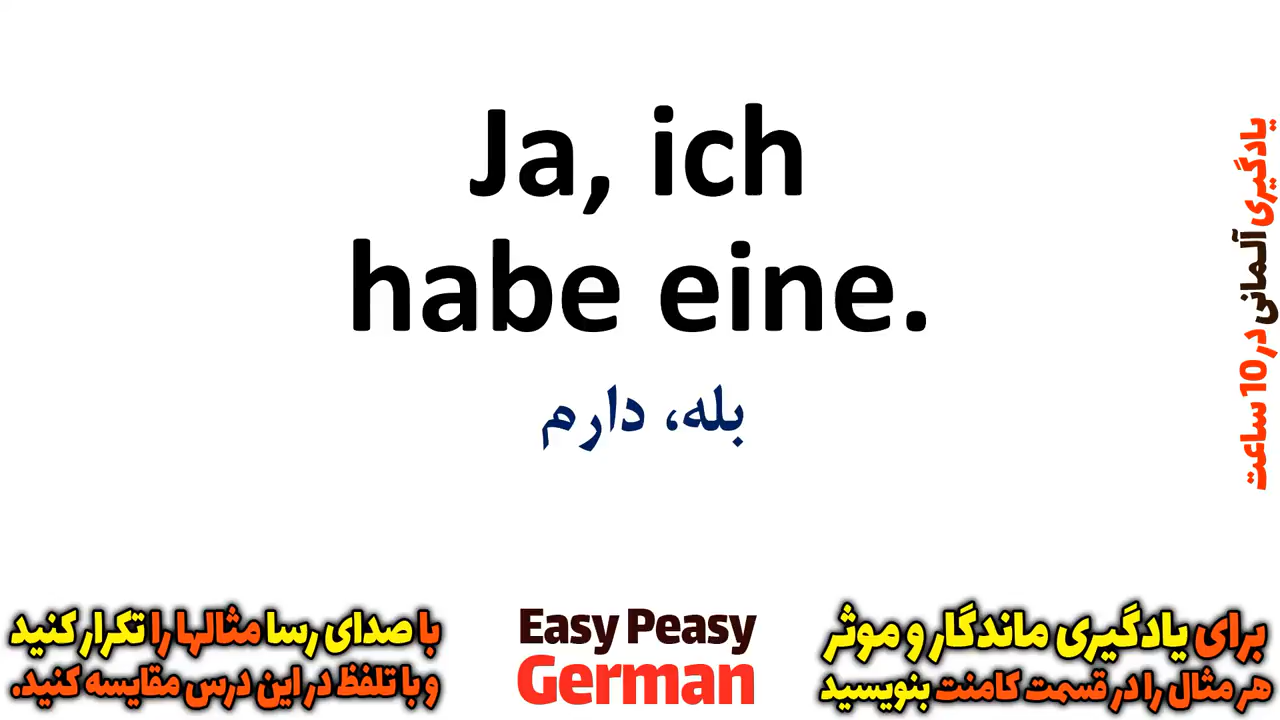 Ja, ich
habe eine.
بله، دارم
یادگیری آلمانی در 10 ساعت
با صدای رسا مثالها را تکرار کنید
و با تلفظ در این درس مقایسه کنید.
Easy Peasy
German
برای یادگیری ماندگار و موثر
هر مثال را در قسمت کامنت بنویسید